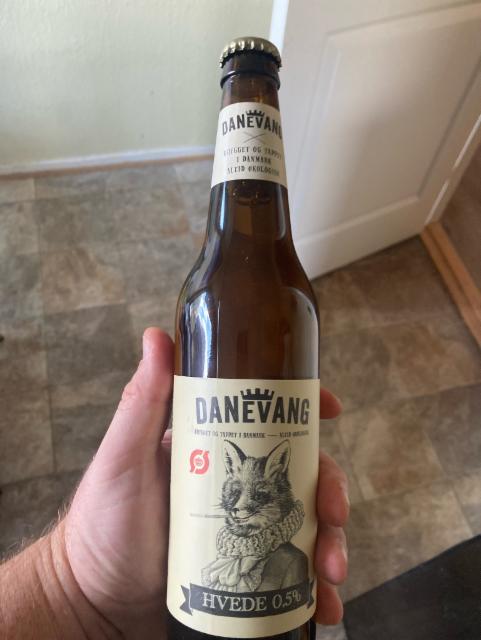 DANEVANG
BRYGGET OG TAPPET
I DANMARK
ALTID ØKOLOGISK
DANEVANG
BRYGGET OG TAPPET I DANMARK — ALTID ØKOLOGISK
Ø
HVEDE 0,5%